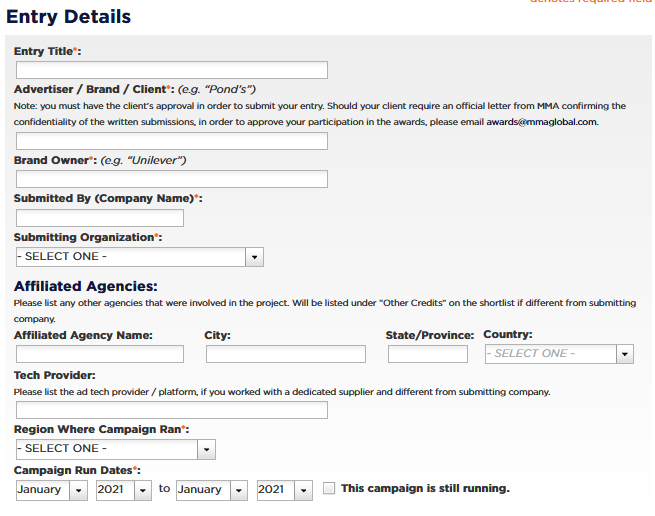 denotes required field
Entry Details
Entry Title*:
Advertiser / Brand / Client*: (e.g. "Pond's")
Note: you must have the client's approval in order to submit your entry. Should your client require an official letter from MMA confirming the
confidentiality of the written submissions, in order to approve your participation in the awards, please email awards@mmaglobal.com.
Brand Owner*: (e.g. "Unilever")
Submitted By (Company Name)*:
Submitting Organization*:
- SELECT ONE -
Affiliated Agencies:
Please list any other agencies that were involved in the project. Will be listed under "Other Credits" on the shortlist if different from submitting
company.
Affiliated Agency Name: City: State/Province: Country:
- SELECT ONE -
Tech Provider:
Please list the ad tech provider / platform, if you worked with a dedicated supplier and different from submitting company.
Region Where Campaign Ran*:
- SELECT ONE -
Campaign Run Dates*:
January 2021 to January 2021 This campaign is still running.